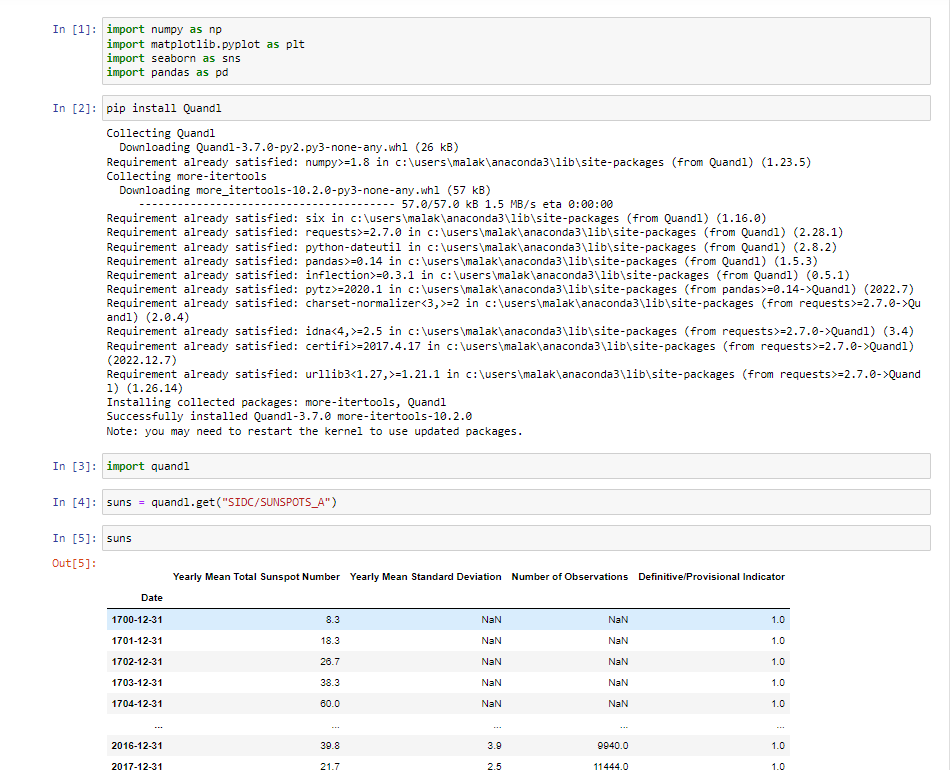 In [1]: import numpy as np
import matplotlib.pyplot as plt
import seaborn as sns
import pandas as pd
In [2]: pip install Quandl
Collecting Quandl
Downloading Quandl-3.7.0-py2.py3-none-any.whl (26 kB)
Requirement already satisfied: numpy>=1.8 in c:\users\malak\anaconda3\lib\site-packages (from Quandl) (1.23.5)
Collecting more-itertools
Downloading more_itertools-10.2.0-py3-none-any.whl (57 kB)
---------------------------------------- 57.0/57.0 kB 1.5 MB/s eta 0:00:00
Requirement already satisfied: six in c:\users\malak\anaconda3\lib\site-packages (from Quandl) (1.16.0)
Requirement already satisfied: requests>=2.7.0 in c:\users\malak\anaconda3\lib\site-packages (from Quandl) (2.28.1)
Requirement already satisfied: python-dateutil in c:\users\malak\anaconda3\lib\site-packages (from Quandl) (2.8.2)
Requirement already satisfied: pandas>=0.14 in c:\users\malak\anaconda3\lib\site-packages (from Quandl) (1.5.3)
Requirement already satisfied: inflection>=0.3.1 in c:\users\malak\anaconda3\lib\site-packages (from Quandl) (0.5.1)
Requirement already satisfied: pytz>=2020.1 in c:\users\malak\anaconda3\lib\site-packages (from pandas>=0.14->Quandl) (2022.7)
Requirement already satisfied: charset-normalizer<3,>=2 in c:\users\malak\anaconda3\lib\site-packages (from requests>=2.7.0->Qu
andl) (2.0.4)
Requirement already satisfied: idna<4,>=2.5 in c:\users\malak\anaconda3\lib\site-packages (from requests>=2.7.0->Quandl) (3.4)
Requirement already satisfied: certifi>=2017.4.17 in c:\users\malak\anaconda3\lib\site-packages (from requests>=2.7.0->Quandl)
(2022.12.7)
Requirement already satisfied: urllib3<1.27,>=1.21.1 in c:\users\malak\anaconda3\lib\site-packages (from requests>=2.7.0->Quand
l) (1.26.14)
Installing collected packages: more-itertools, Quandl
Successfully installed Quandl-3.7.0 more-itertools-10.2.0
Note: you may need to restart the kernel to use updated packages.
In [3]: import quandl
In [4]: suns = quandl.get("SIDC/SUNSPOTS_A")
In [5]: suns
Out[5]:
Yearly Mean Total Sunspot Number Yearly Mean Standard Deviation Number of Observations Definitive/Provisional Indicator
Date
1700-12-31 8.3 NaN NaN 1.0
1701-12-31 18.3 NaN NaN 1.0
1702-12-31 26.7 NaN NaN 1.0
1703-12-31 38.3 NaN NaN 1.0
1704-12-31 60.0 NaN NaN 1.0
... ... ... ... ...
2016-12-31 39.8 3.9 9940.0 1.0
2017-12-31 21.7 2.5 11444.0 1.0